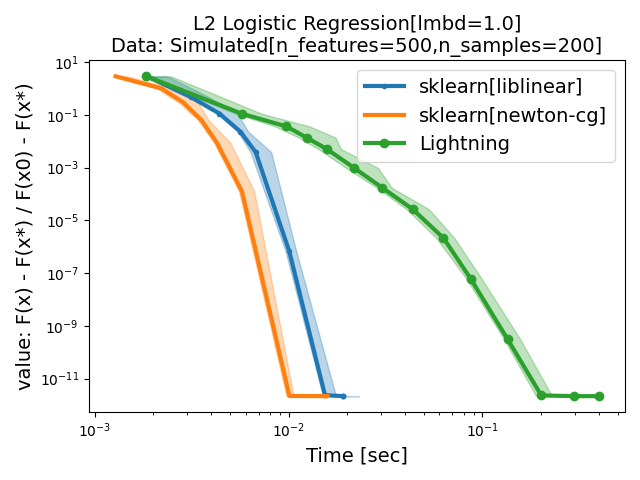 L2 Logistic Regression[lmbd=1.0]
Data: Simulated[n_features=500,n_samples=200]
value: F(x) - F(x*) / F(x0) - F(x*)
10¹
10⁻¹
10⁻³
10⁻⁵
10⁻⁷
10⁻⁹
10⁻¹¹
sklearn[liblinear]
sklearn[newton-cg]
Lightning
10⁻³
10⁻²
10⁻¹
Time [sec]